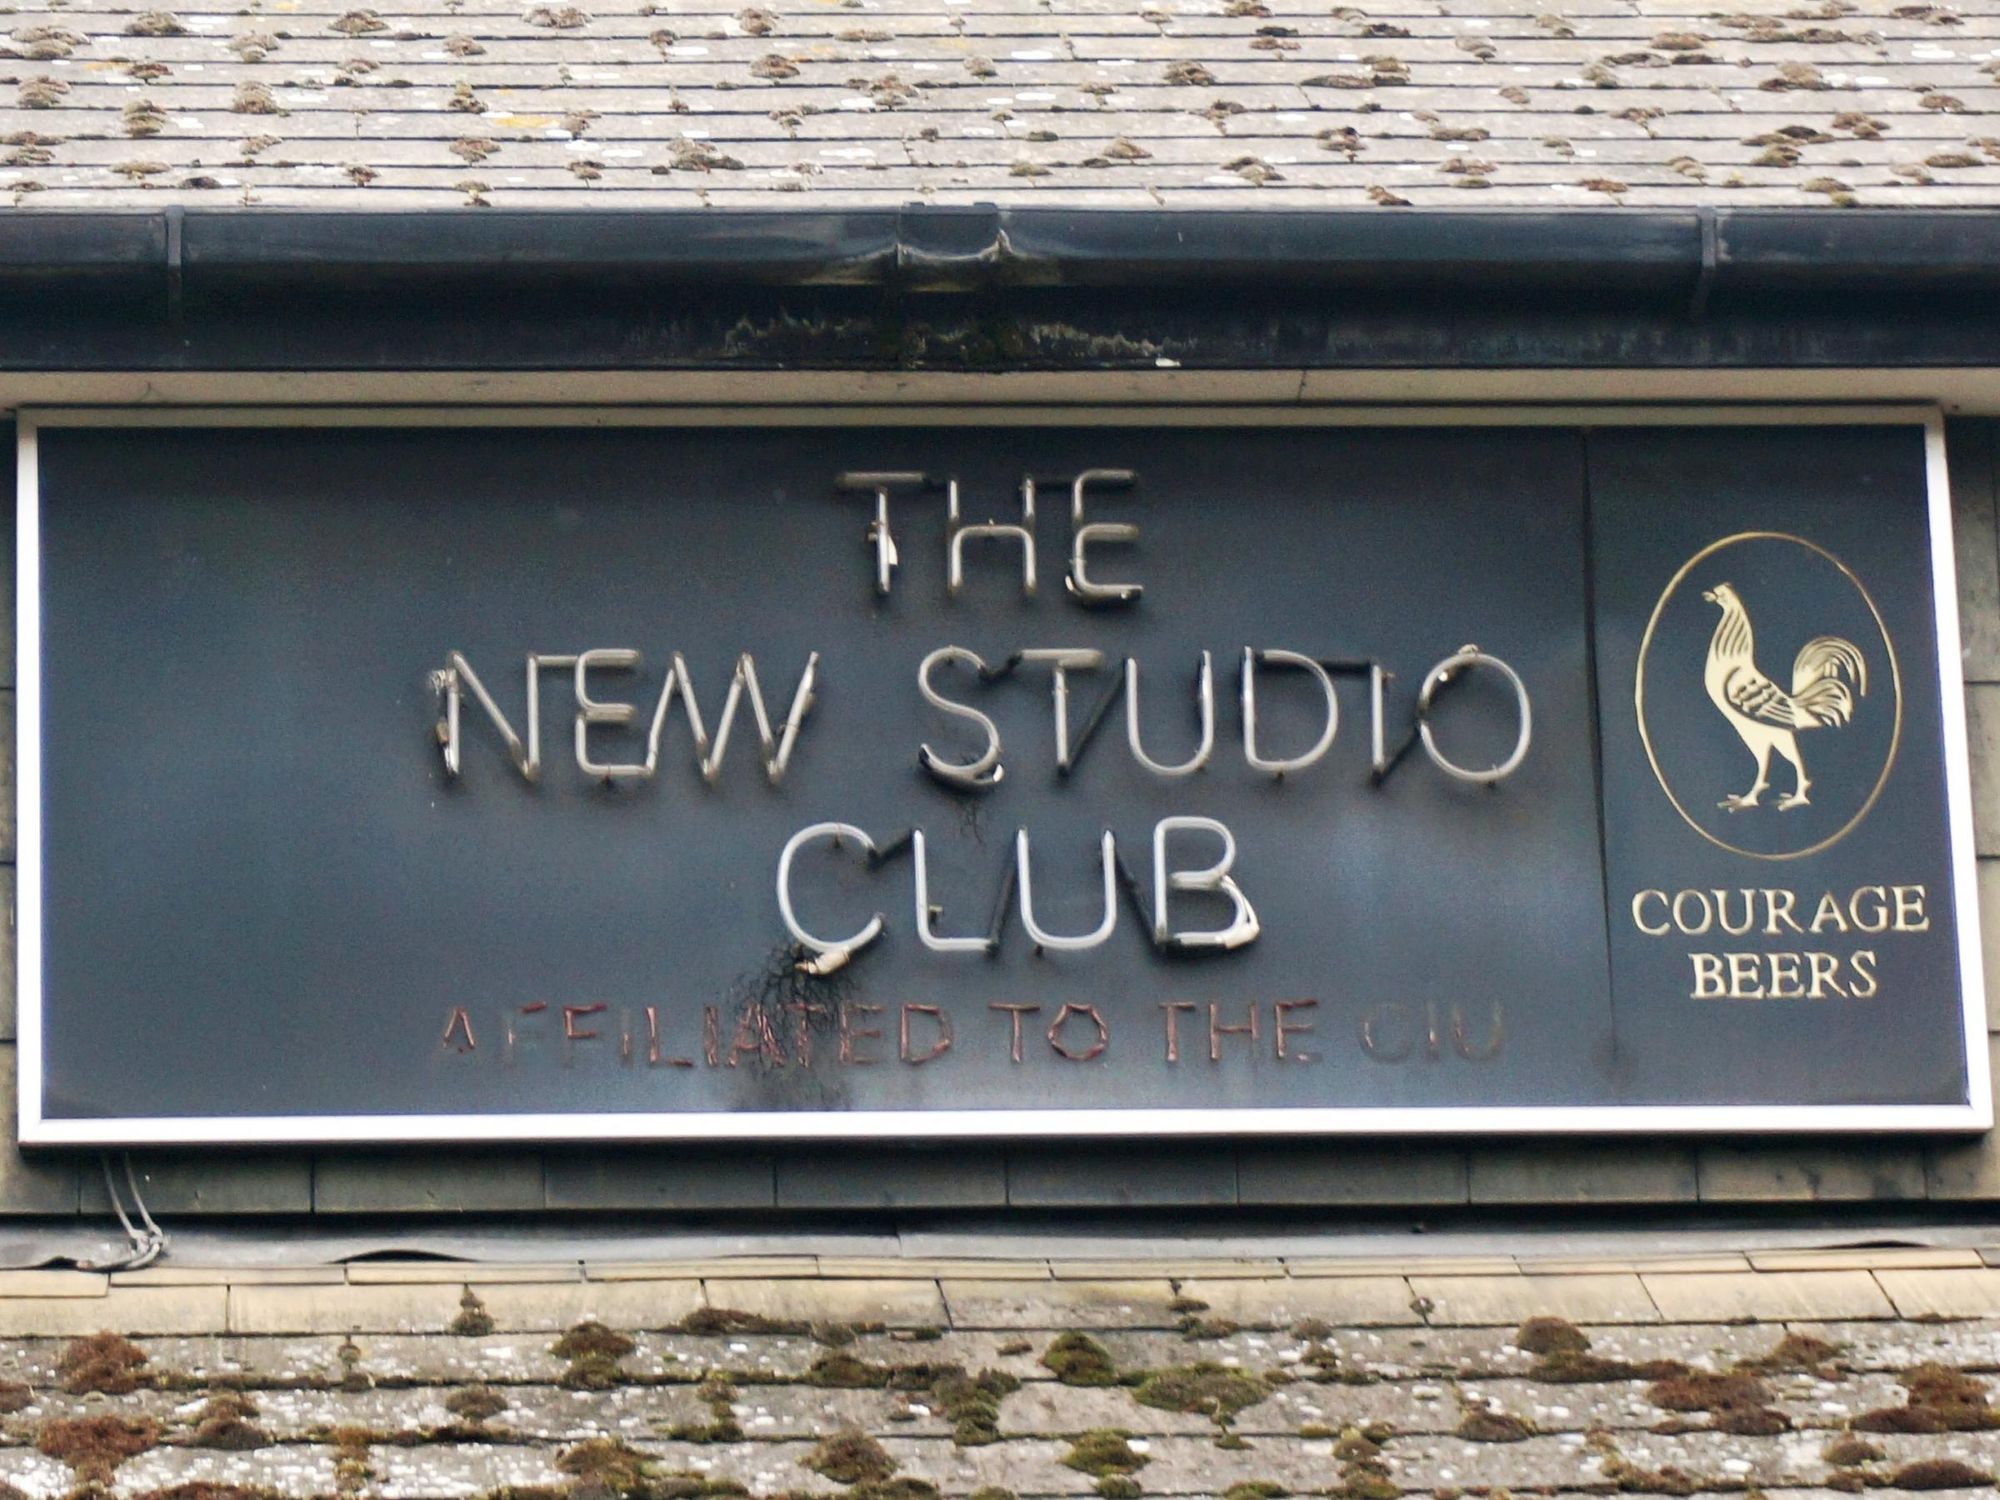 THE
NEW STUDIO
CLUB
AFFILIATED TO THE CIU
COURAGE
BEERS